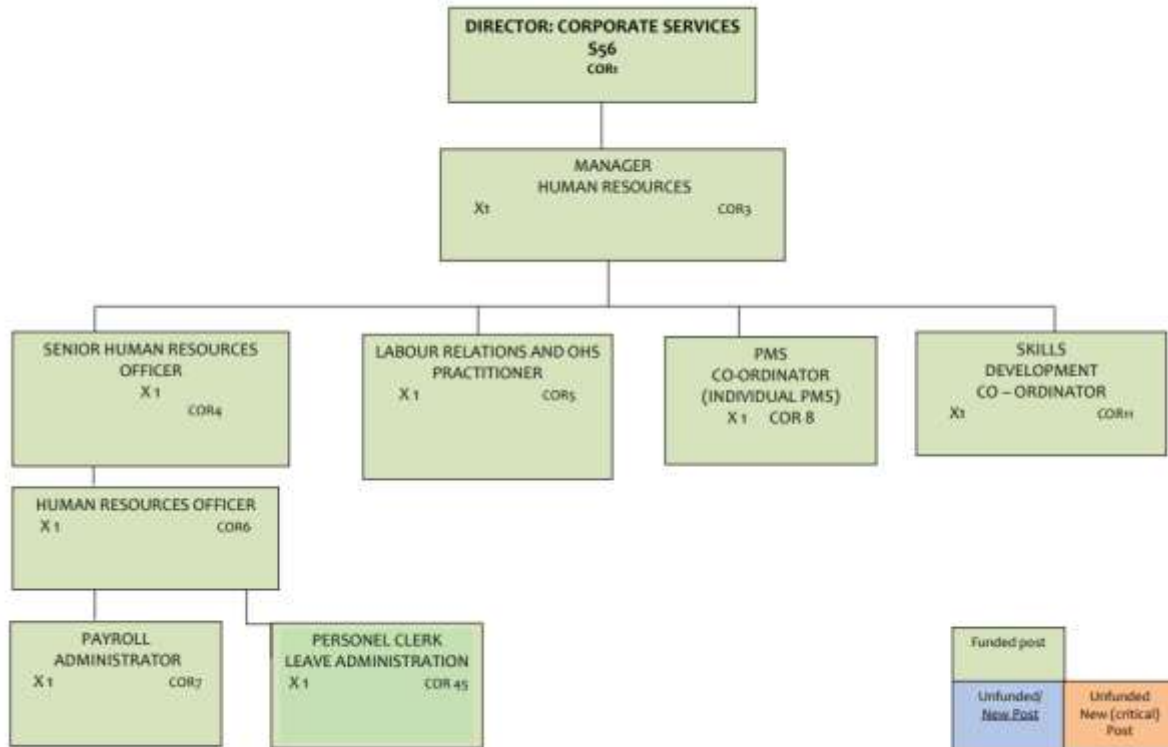 DIRECTOR: CORPORATE SERVICES
S56
COR1
MANAGER
HUMAN RESOURCES
X1 COR3
SENIOR HUMAN RESOURCES
OFFICER
X 1
COR4
LABOUR RELATIONS AND OHS
PRACTITIONER
X 1 COR5
PMS
CO-ORDINATOR
(INDIVIDUAL PMS)
X 1 COR 8
SKILLS
DEVELOPMENT
CO – ORDINATOR
X1 COR11
HUMAN RESOURCES OFFICER
X 1 COR6
PAYROLL
ADMINISTRATOR
X 1 COR7
PERSONEL CLERK
LEAVE ADMINISTRATION
X 1 COR 45
Funded post
Unfunded/
New Post
Unfunded
New (critical)
Post